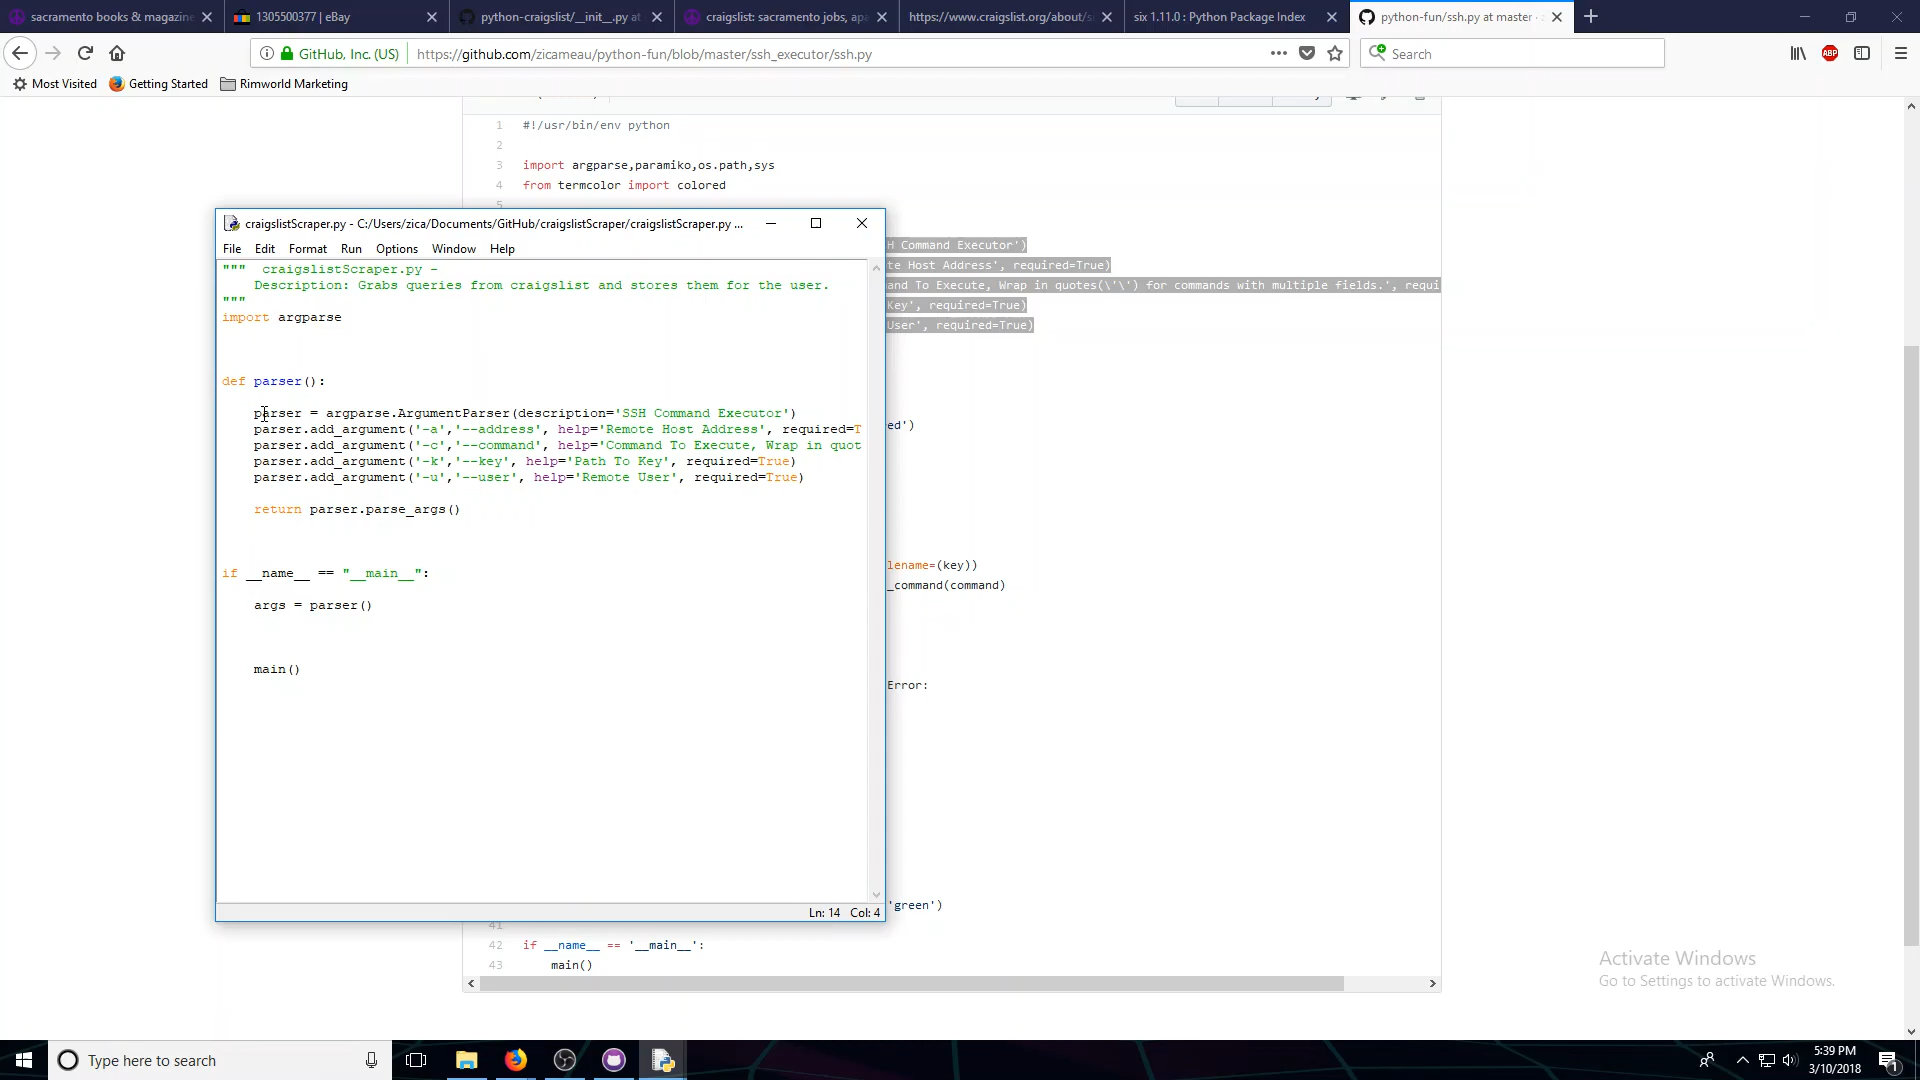 sacramento books & magazine
1305500377 | eBay
python-craigslist/__init__.py at
craigslist: sacramento jobs, apa
https://www.craigslist.org/about/s
six 1.11.0 : Python Package Index
python-fun/ssh.py at master ·
GitHub, Inc. (US)
https://github.com/zicameau/python-fun/blob/master/ssh_executor/ssh.py
Search
ABP
Most Visited
Getting Started
Rimworld Marketing
1 #!/usr/bin/env python
2
3 import argparse,paramiko,os.path,sys
4 from termcolor import colored
5
H Command Executor')
te Host Address', required=True)
and To Execute, Wrap in quotes(\'\') for commands with multiple fields.', requi
Key', required=True)
User', required=True)
ed')
lename=(key))
_command(command)
Error:
'green')
41
42 if __name__ == '__main__':
43 main()
craigslistScraper.py - C:/Users/zica/Documents/GitHub/craigslistScraper/craigslistScraper.py ...
File Edit Format Run Options Window Help
""" craigslistScraper.py -
Description: Grabs queries from craigslist and stores them for the user.
"""
import argparse
def parser():
parser = argparse.ArgumentParser(description='SSH Command Executor')
parser.add_argument('-a','--address', help='Remote Host Address', required=T
parser.add_argument('-c','--command', help='Command To Execute, Wrap in quot
parser.add_argument('-k','--key', help='Path To Key', required=True)
parser.add_argument('-u','--user', help='Remote User', required=True)
return parser.parse_args()
if __name__ == "__main__":
args = parser()
main()
Ln: 14 Col: 4
Activate Windows
Go to Settings to activate Windows.
Type here to search
5:39 PM
3/10/2018
1